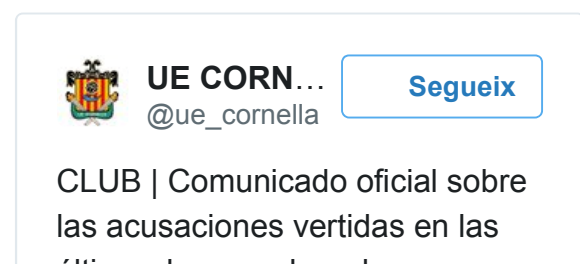 UE CORN…
@ue_cornella
Segueix
CLUB | Comunicado oficial sobre
las acusaciones vertidas en las